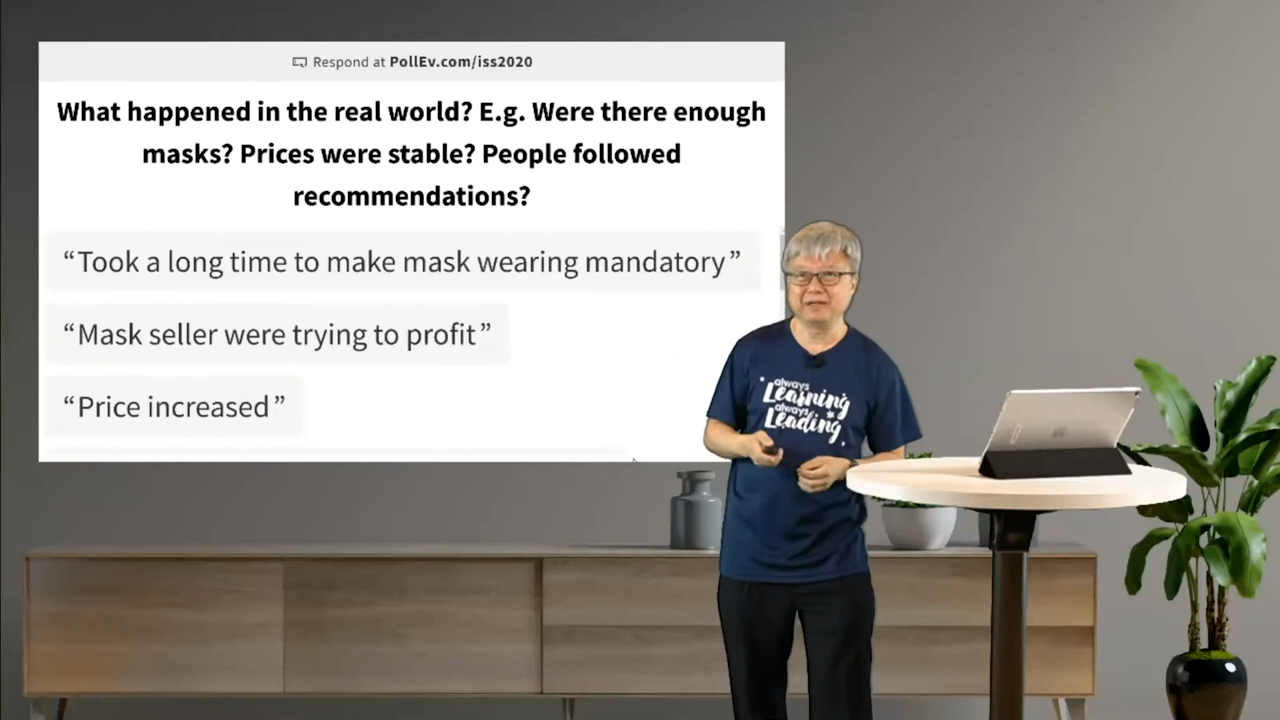 Respond at PollEv.com/iss2020
What happened in the real world? E.g. Were there enough
masks? Prices were stable? People followed
recommendations?
“Took a long time to make mask wearing mandatory”
“Mask seller were trying to profit”
“Price increased”
always
Learning
always
Leading